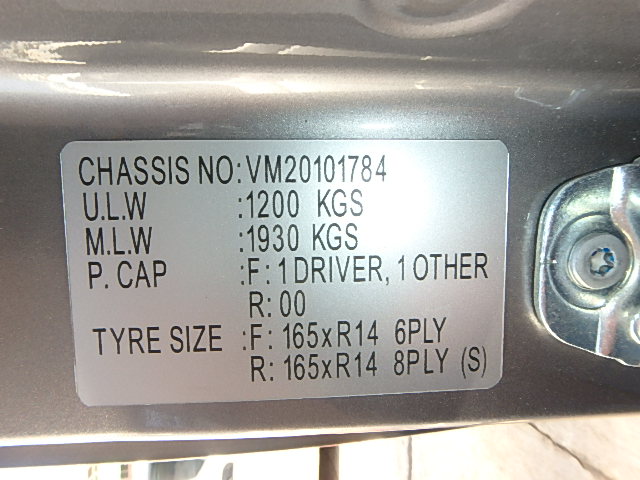 CHASSIS NO:VM20101784
U.L.W :1200 KGS
M.L.W :1930 KGS
P. CAP :F: 1 DRIVER, 1 OTHER
R: 00
TYRE SIZE :F: 165xR14 6PLY
R: 165xR14 8PLY (S)